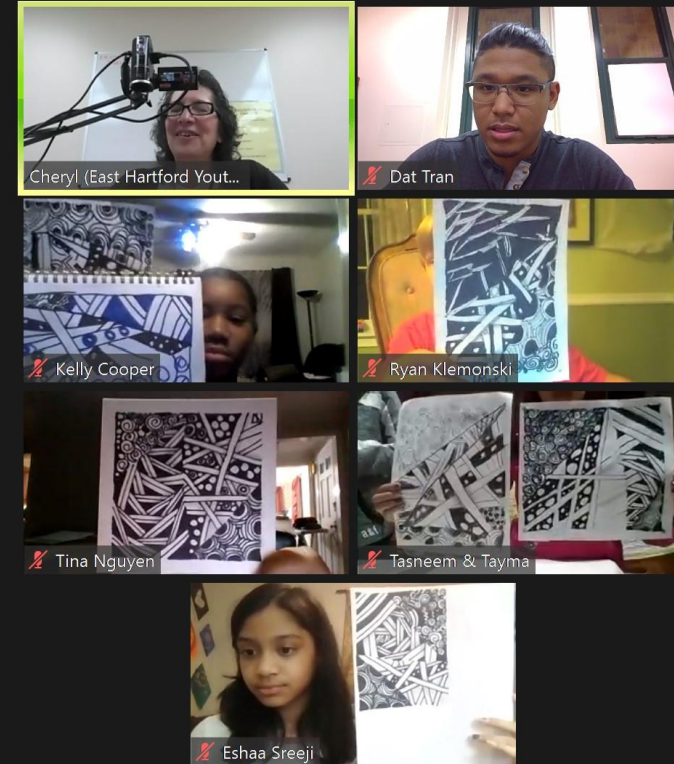 Cheryl (East Hartford Yout...
Dat Tran
Kelly Cooper
Ryan Klemonski
Tina Nguyen
Tasneem & Tayma
Eshaa Sreeji